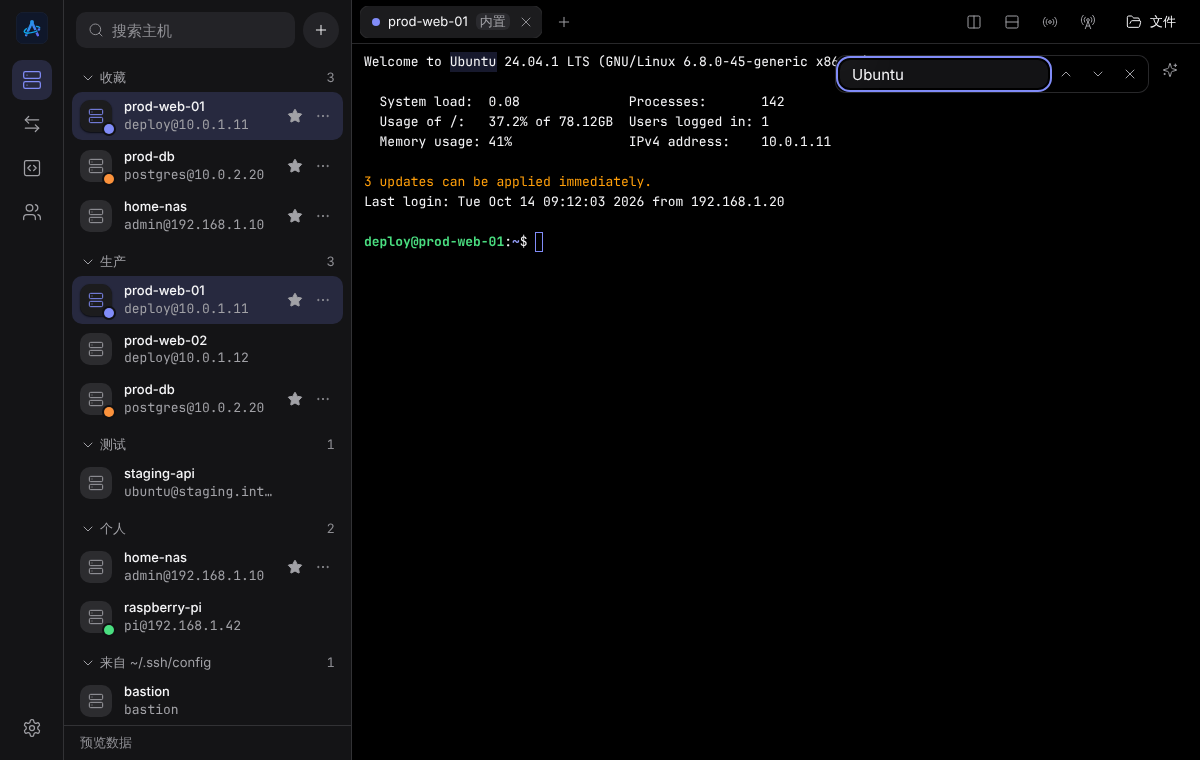 搜索主机
收藏 3
prod-web-01
deploy@10.0.1.11
prod-db
postgres@10.0.2.20
home-nas
admin@192.168.1.10
生产 3
prod-web-01
deploy@10.0.1.11
prod-web-02
deploy@10.0.1.12
prod-db
postgres@10.0.2.20
测试 1
staging-api
ubuntu@staging.int…
个人 2
home-nas
admin@192.168.1.10
raspberry-pi
pi@192.168.1.42
来自 ~/.ssh/config 1
bastion
bastion
预览数据
prod-web-01 内置
文件
Ubuntu
Welcome to Ubuntu 24.04.1 LTS (GNU/Linux 6.8.0-45-generic x86
System load: 0.08 Processes: 142
Usage of /: 37.2% of 78.12GB Users logged in: 1
Memory usage: 41% IPv4 address: 10.0.1.11
3 updates can be applied immediately.
Last login: Tue Oct 14 09:12:03 2026 from 192.168.1.20
deploy@prod-web-01:~$